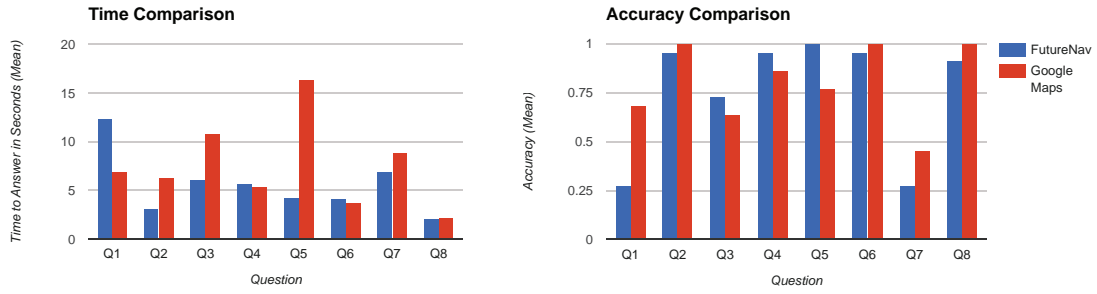 Time Comparison
Time to Answer in Seconds (Mean)
20
15
10
5
0
Q1 Q2 Q3 Q4 Q5 Q6 Q7 Q8
Question
Accuracy Comparison
Accuracy (Mean)
1
0.75
0.5
0.25
0
Q1 Q2 Q3 Q4 Q5 Q6 Q7 Q8
Question
FutureNav
Google
Maps